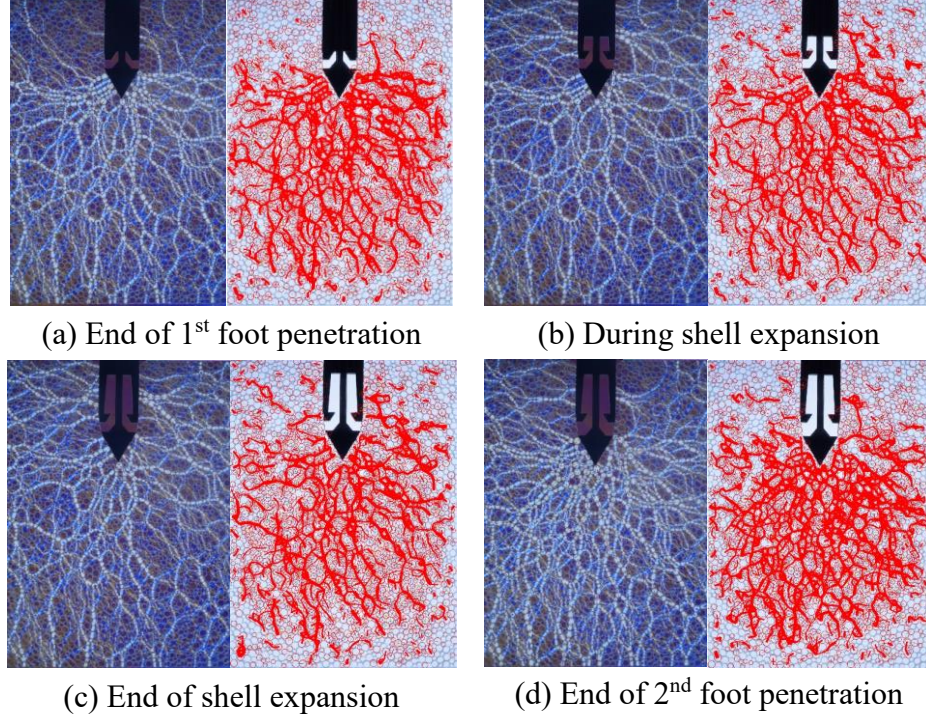 (a) End of 1st foot penetration
(b) During shell expansion
(c) End of shell expansion
(d) End of 2nd foot penetration